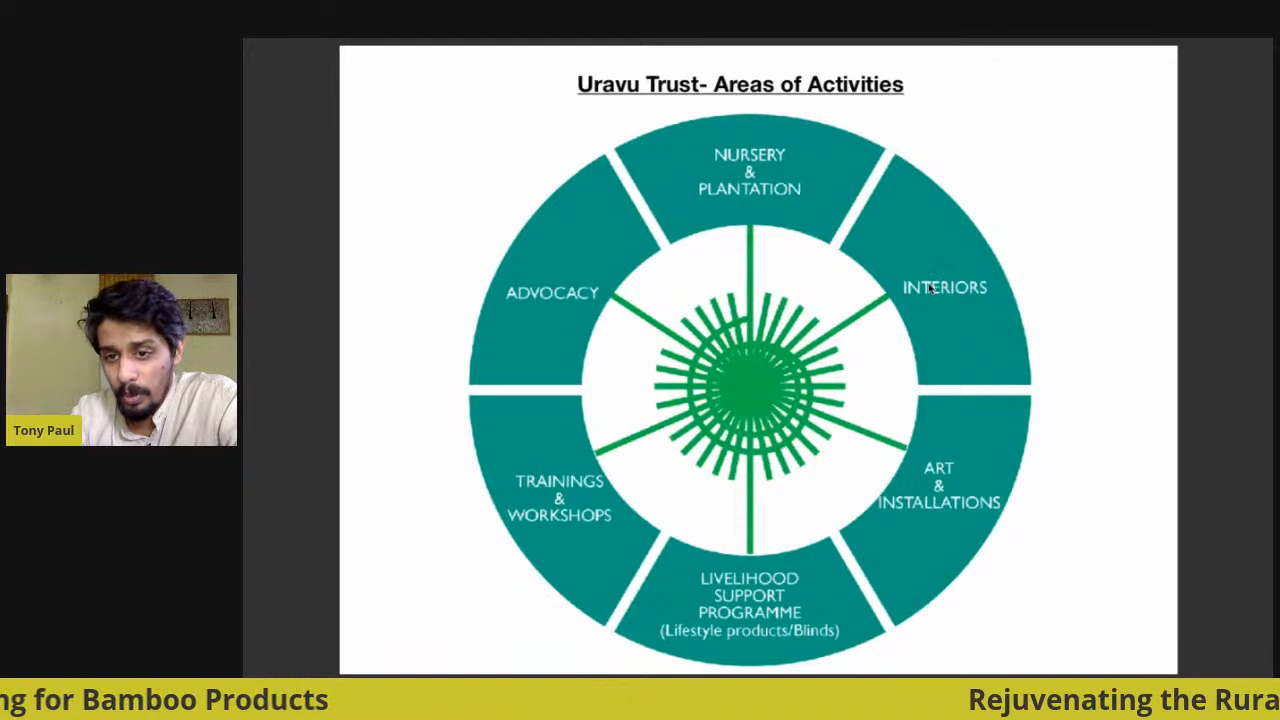 Uravu Trust- Areas of Activities
NURSERY
&
PLANTATION
INTERIORS
ADVOCACY
ART
&
INSTALLATIONS
TRAININGS
&
WORKSHOPS
LIVELIHOOD
SUPPORT
PROGRAMME
(Lifestyle products/Blinds)
Tony Paul
ng for Bamboo Products
Rejuvenating the Rura